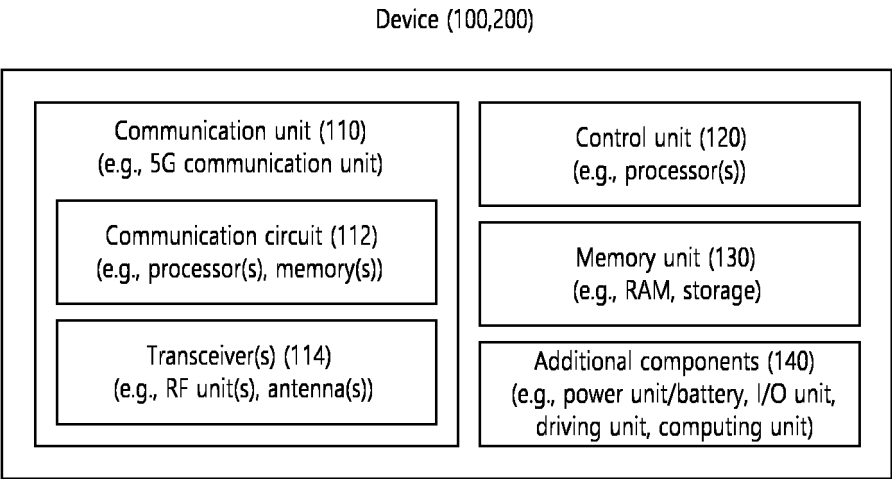 Device (100,200)
Communication unit (110)
(e.g., 5G communication unit)
Communication circuit (112)
(e.g., processor(s), memory(s))
Transceiver(s) (114)
(e.g., RF unit(s), antenna(s))
Control unit (120)
(e.g., processor(s))
Memory unit (130)
(e.g., RAM, storage)
Additional components (140)
(e.g., power unit/battery, I/O unit,
driving unit, computing unit)